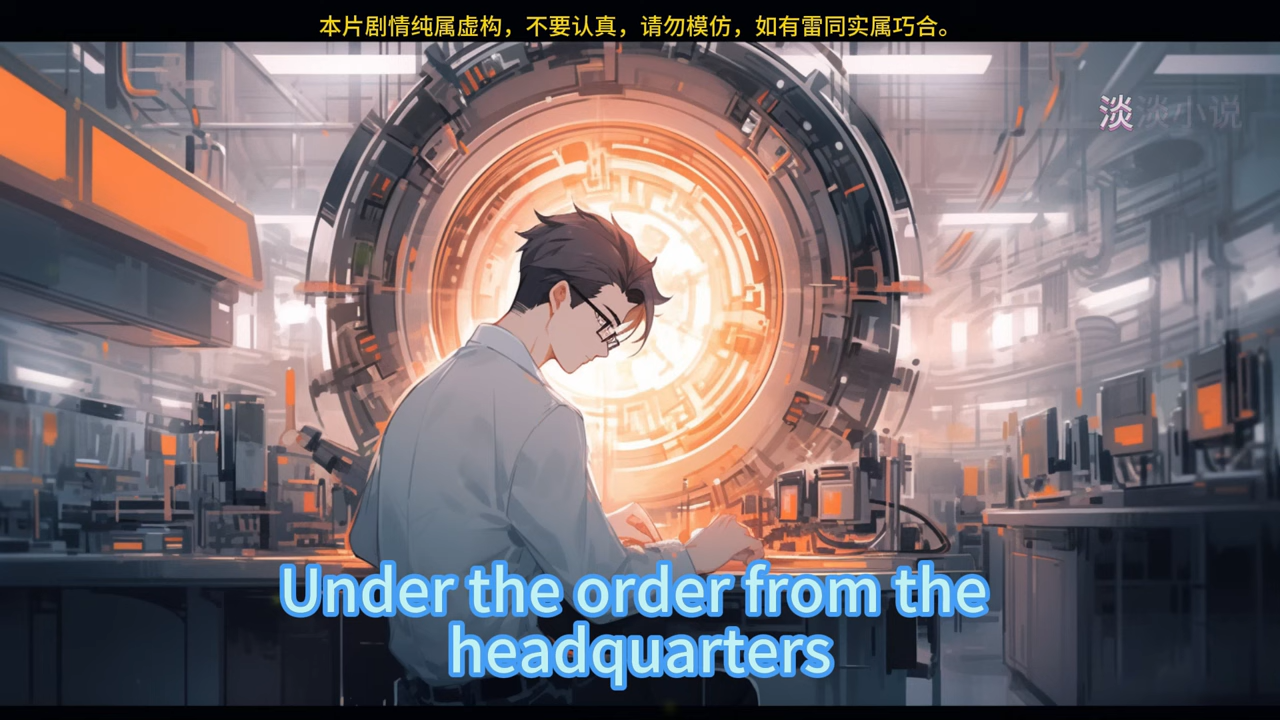 本片剧情纯属虚构，不要认真，请勿模仿，如有雷同实属巧合。
淡淡小说
Under the order from the
headquarters